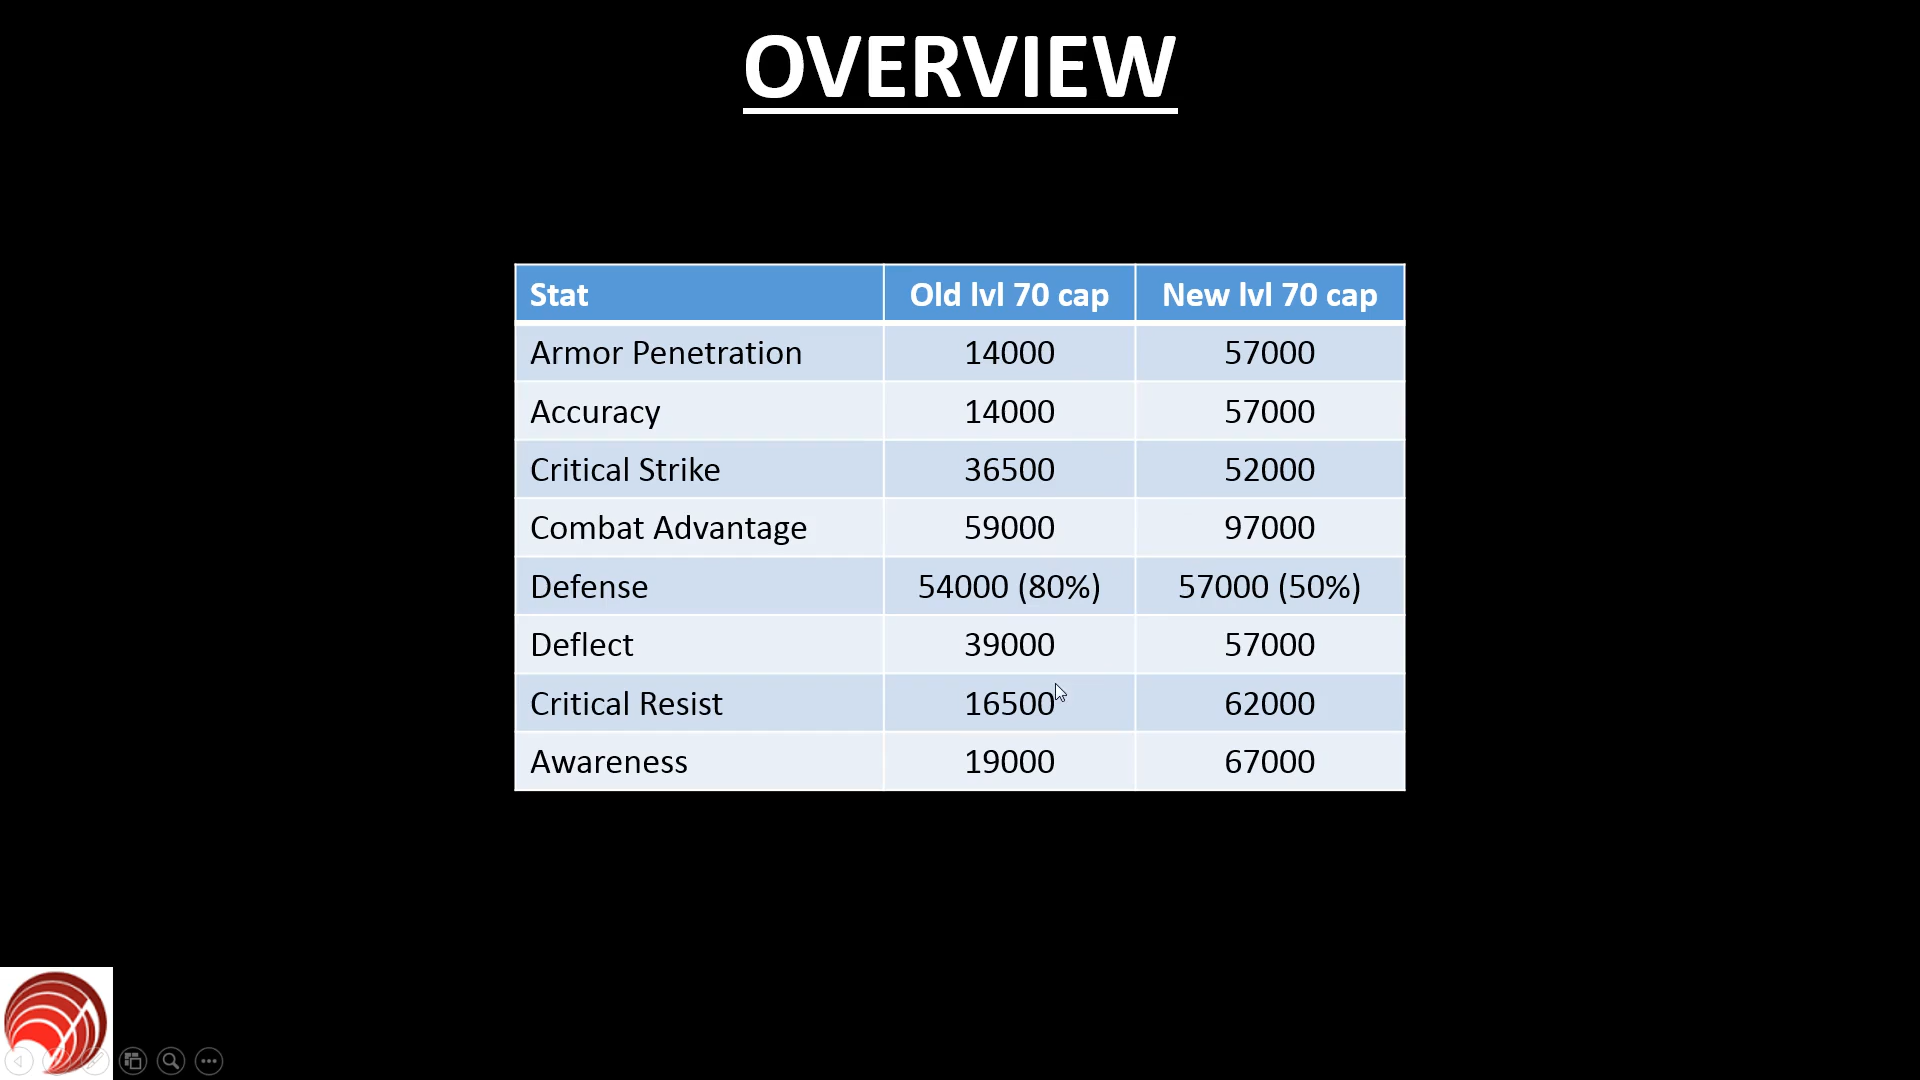 OVERVIEW
Stat Old lvl 70 cap New lvl 70 cap
Armor Penetration 14000 57000
Accuracy 14000 57000
Critical Strike 36500 52000
Combat Advantage 59000 97000
Defense 54000 (80%) 57000 (50%)
Deflect 39000 57000
Critical Resist 16500 62000
Awareness 19000 67000